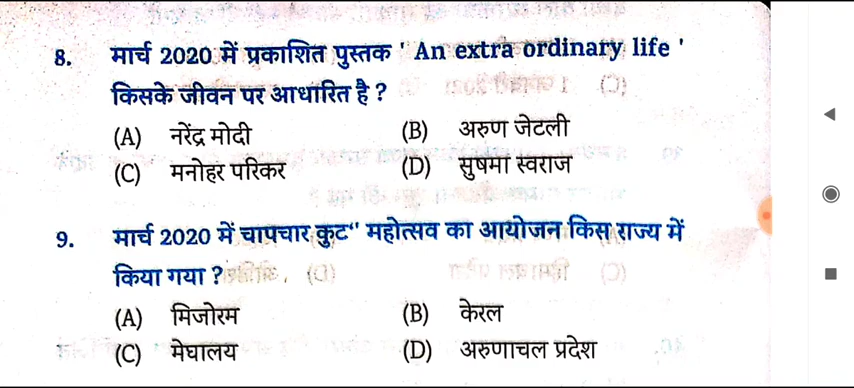 8. मार्च 2020 में प्रकाशित पुस्तक ' An extra ordinary life '
किसके जीवन पर आधारित है ?
(A) नरेंद्र मोदी (B) अरुण जेटली
(C) मनोहर परिकर (D) सुषमा स्वराज
9. मार्च 2020 में चापचार कुट" महोत्सव का आयोजन किस राज्य में
किया गया ?
(A) मिजोरम (B) केरल
(C) मेघालय (D) अरुणाचल प्रदेश